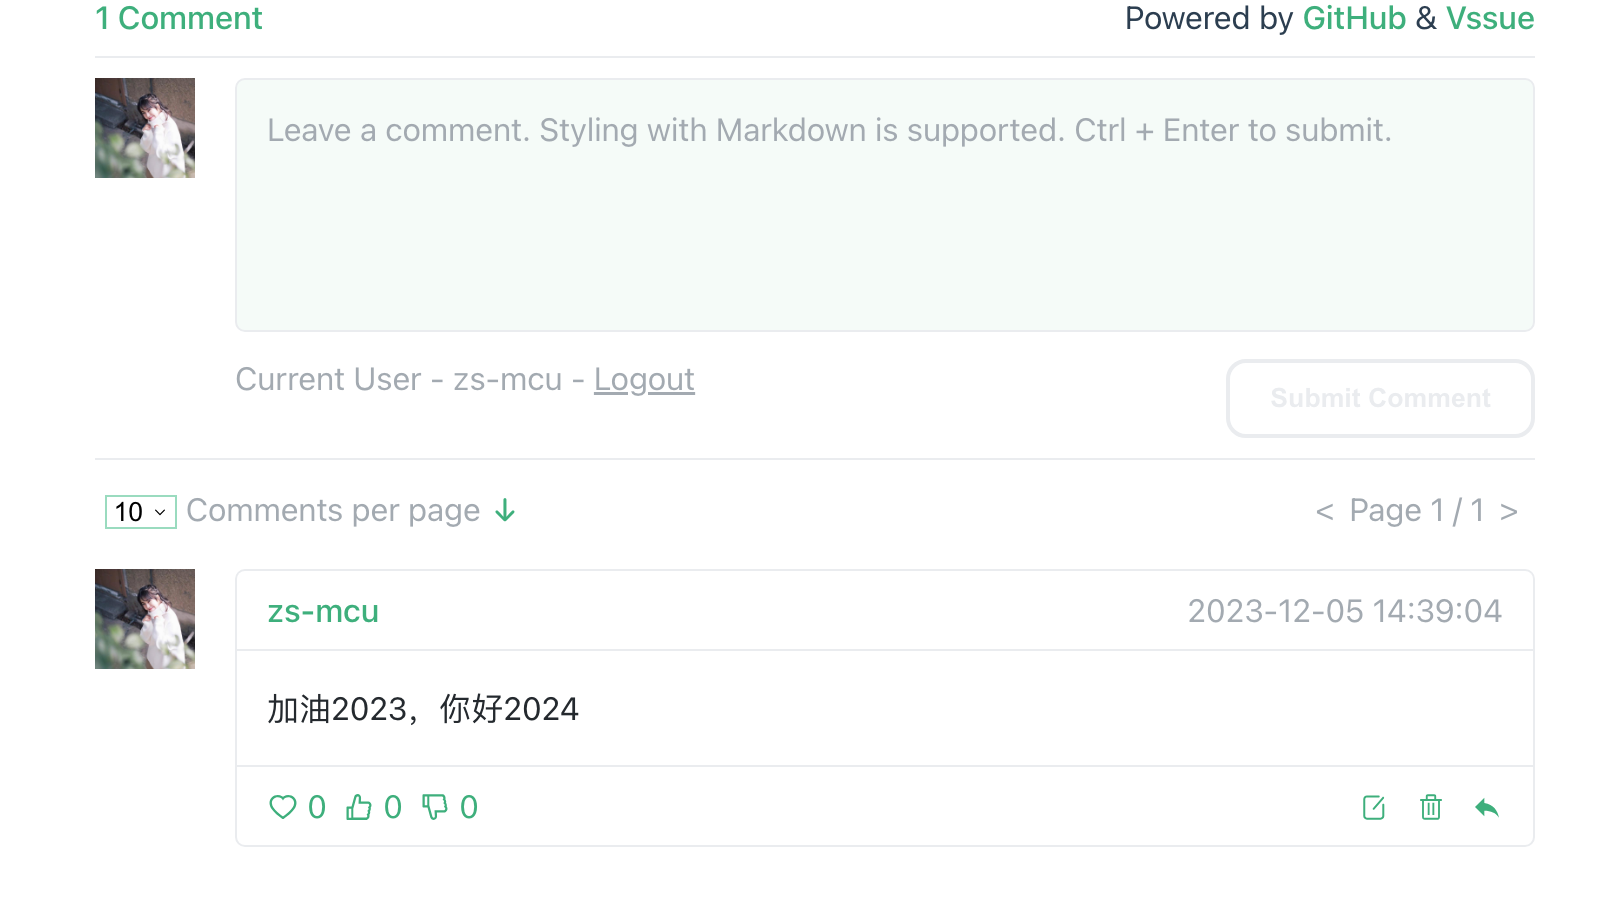 1 Comment
Powered by GitHub & Vssue
Leave a comment. Styling with Markdown is supported. Ctrl + Enter to submit.
Current User - zs-mcu - Logout
Submit Comment
10 Comments per page
< Page 1 / 1 >
zs-mcu
2023-12-05 14:39:04
加油2023，你好2024
0 0 0